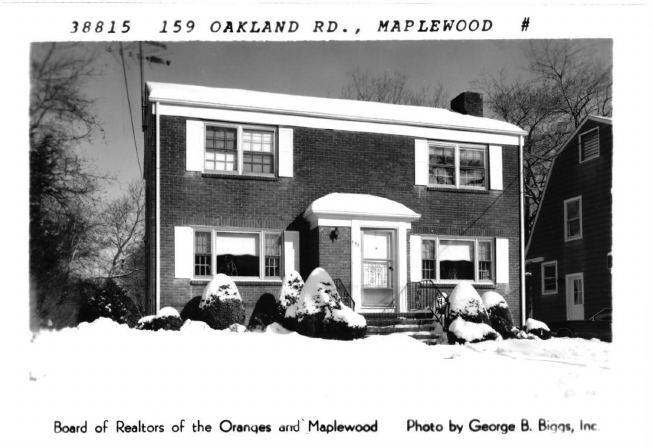 38815 159 OAKLAND RD., MAPLEWOOD #
Board of Realtors of the Oranges and Maplewood Photo by George B. Biggs, Inc.